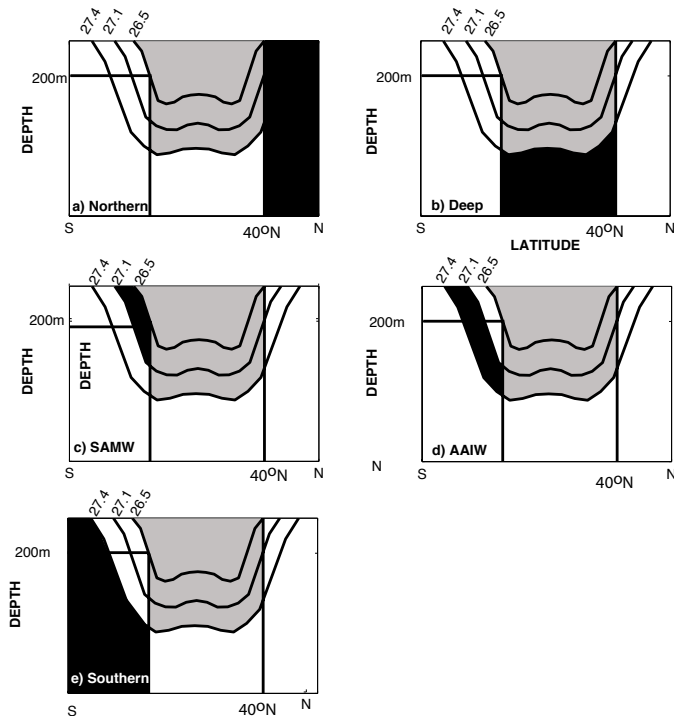 27.4 27.1 26.5
200m
DEPTH
a) Northern
S 40ºN N
27.4 27.1 26.5
200m
DEPTH
b) Deep
S 40ºN N
LATITUDE
27.4 27.1 26.5
200m
DEPTH
DEPTH
c) SAMW
S 40ºN N
27.4 27.1 26.5
200m
DEPTH
d) AAIW
N
S 40ºN N
27.4 27.1 26.5
200m
DEPTH
e) Southern
S 40ºN N